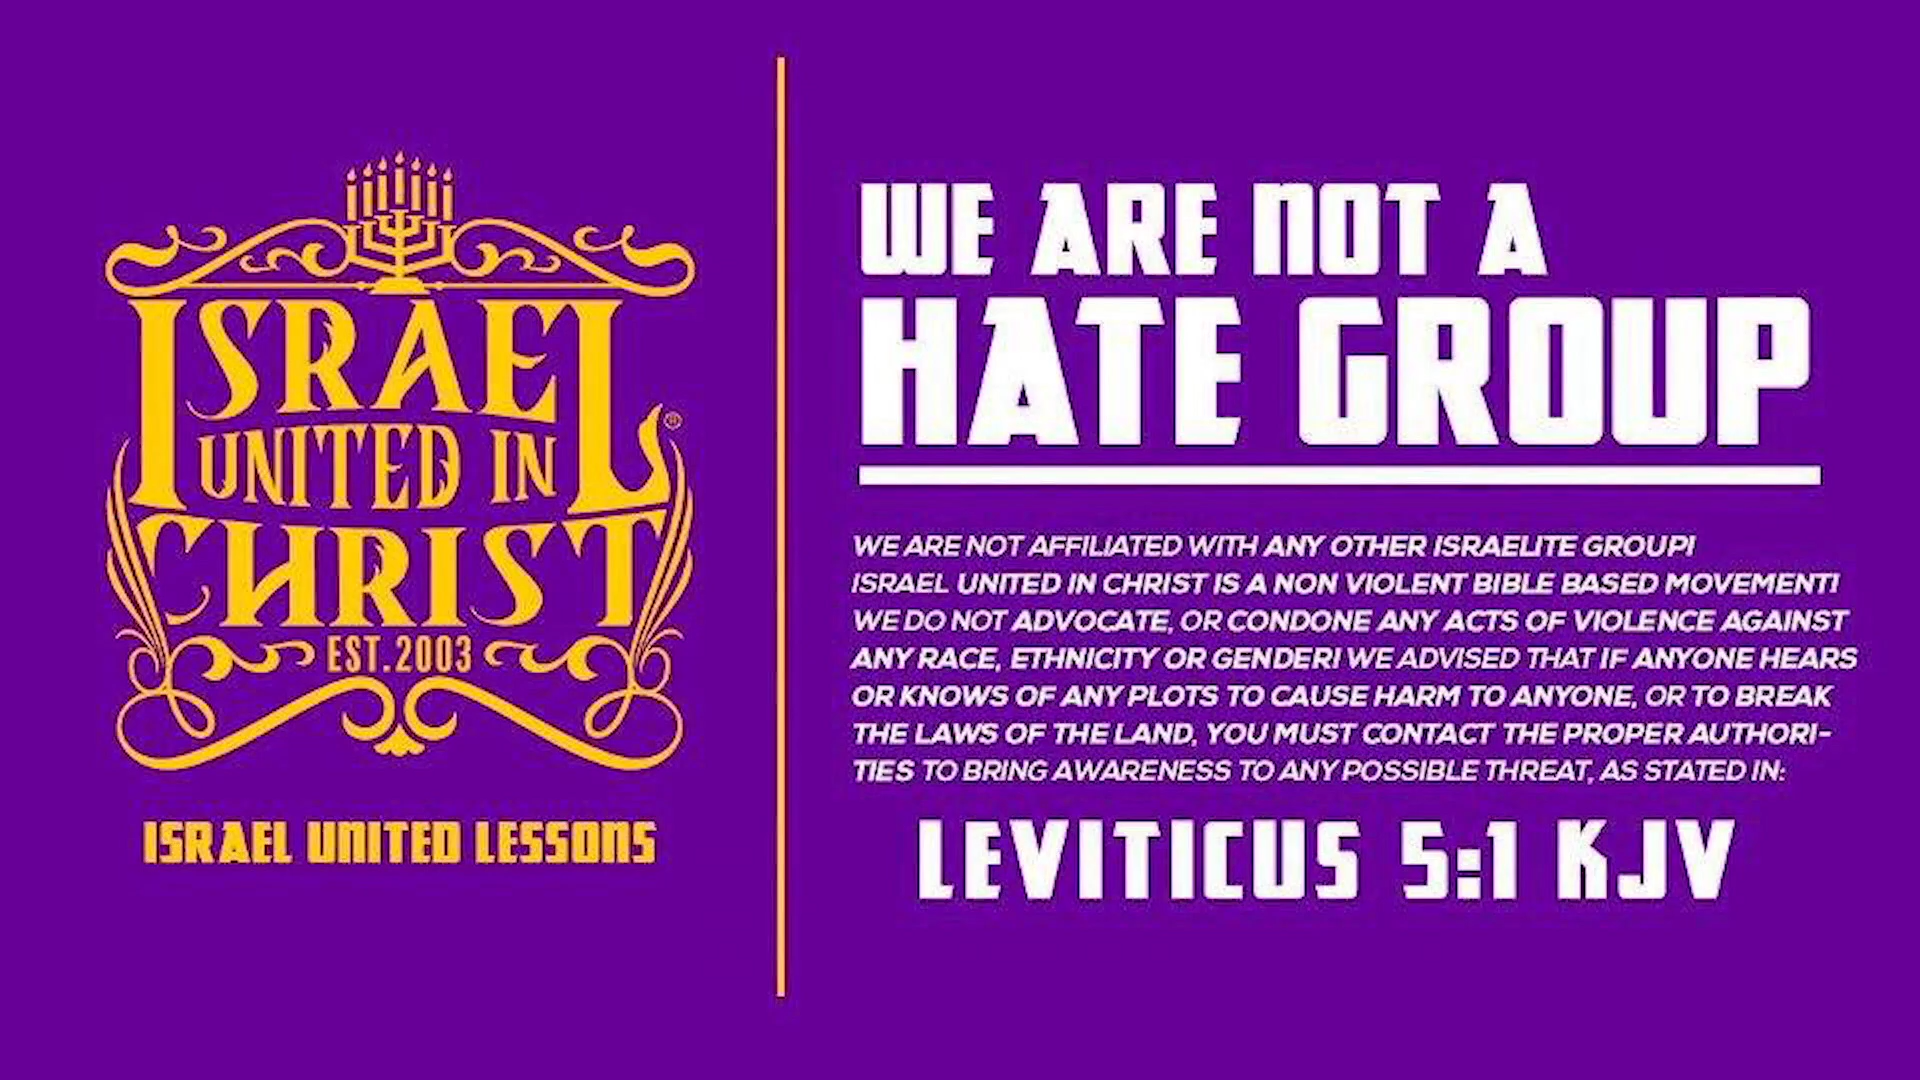 ISRAEL
UNITED IN
CHRIST
®
EST.2003
ISRAEL UNITED LESSONS
WE ARE NOT A
HATE GROUP
WE ARE NOT AFFILIATED WITH ANY OTHER ISRAELITE GROUP!
ISRAEL UNITED IN CHRIST IS A NON VIOLENT BIBLE BASED MOVEMENT!
WE DO NOT ADVOCATE, OR CONDONE ANY ACTS OF VIOLENCE AGAINST
ANY RACE, ETHNICITY OR GENDER! WE ADVISED THAT IF ANYONE HEARS
OR KNOWS OF ANY PLOTS TO CAUSE HARM TO ANYONE, OR TO BREAK
THE LAWS OF THE LAND, YOU MUST CONTACT THE PROPER AUTHORI-
TIES TO BRING AWARENESS TO ANY POSSIBLE THREAT, AS STATED IN:
LEVITICUS 5:1 KJV